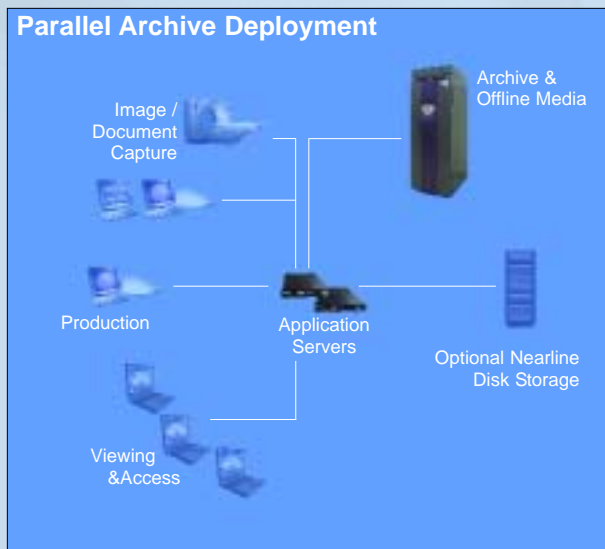 Parallel Archive Deployment
Image /
Document
Capture
Archive &
Offline Media
Production
Application
Servers
Optional Nearline
Disk Storage
Viewing
&Access